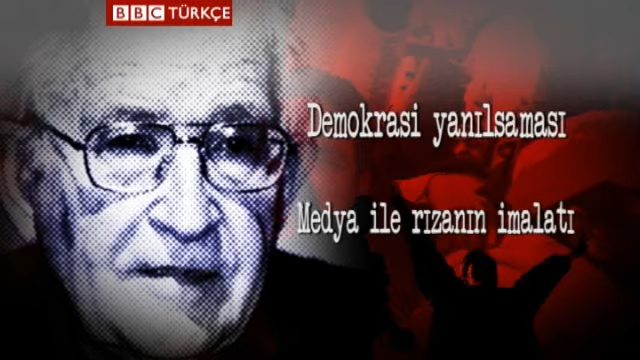 BBC TÜRKÇE
Demokrasi yanılsaması
Medya ile rızanın imalatı